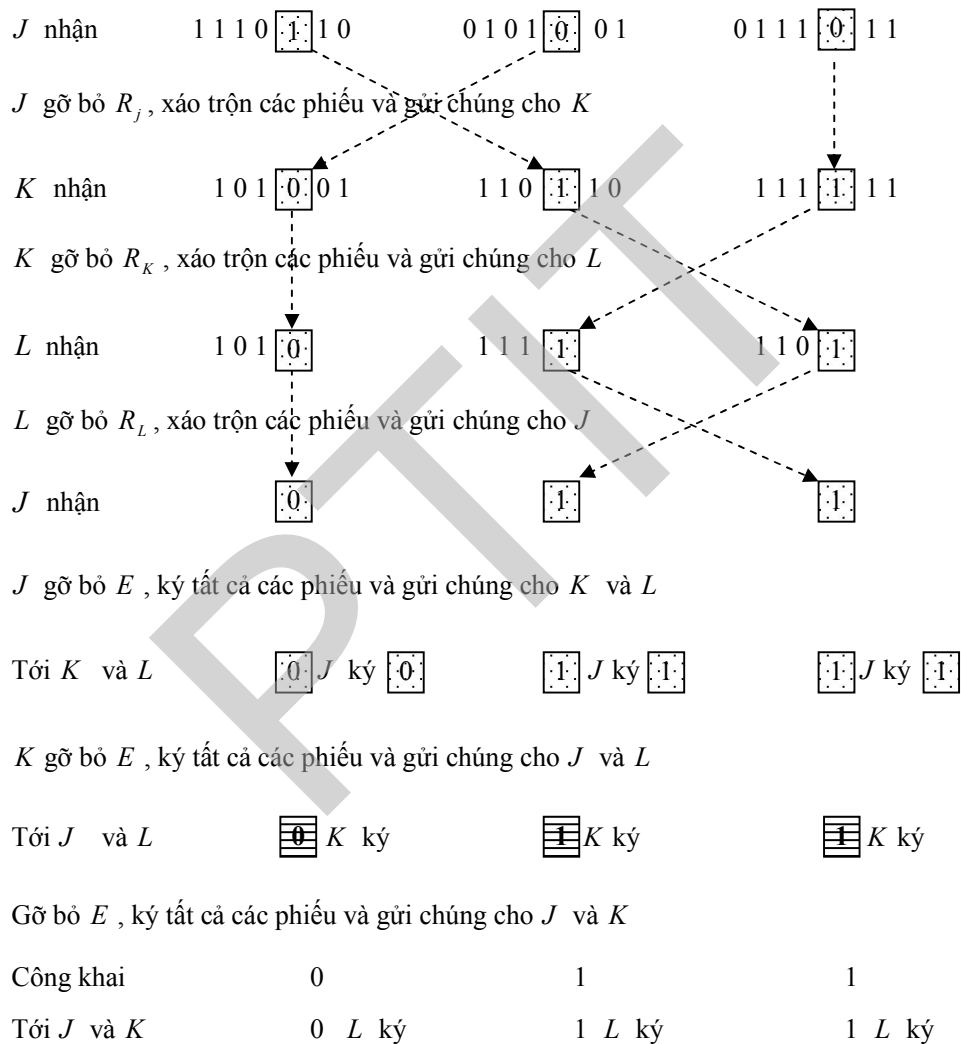 J nhận 1 1 1 0 1 1 0 0 1 0 1 0 0 1 0 1 1 1 0 1 1
J gỡ bỏ R_j , xáo trộn các phiếu và gửi chúng cho K
K nhận 1 0 1 0 0 1 1 1 0 1 1 0 1 1 1 1 1 1
K gỡ bỏ R_K , xáo trộn các phiếu và gửi chúng cho L
L nhận 1 0 1 0 1 1 1 1 1 1 0 1
L gỡ bỏ R_L , xáo trộn các phiếu và gửi chúng cho J
J nhận 0 1 1
J gỡ bỏ E , ký tất cả các phiếu và gửi chúng cho K và L
Tới K và L 0 J ký 0 1 J ký 1 1 J ký 1
K gỡ bỏ E , ký tất cả các phiếu và gửi chúng cho J và L
Tới J và L 0 K ký 1 K ký 1 K ký
Gỡ bỏ E , ký tất cả các phiếu và gửi chúng cho J và K
Công khai 0 1 1
Tới J và K 0 L ký 1 L ký 1 L ký
PTIT